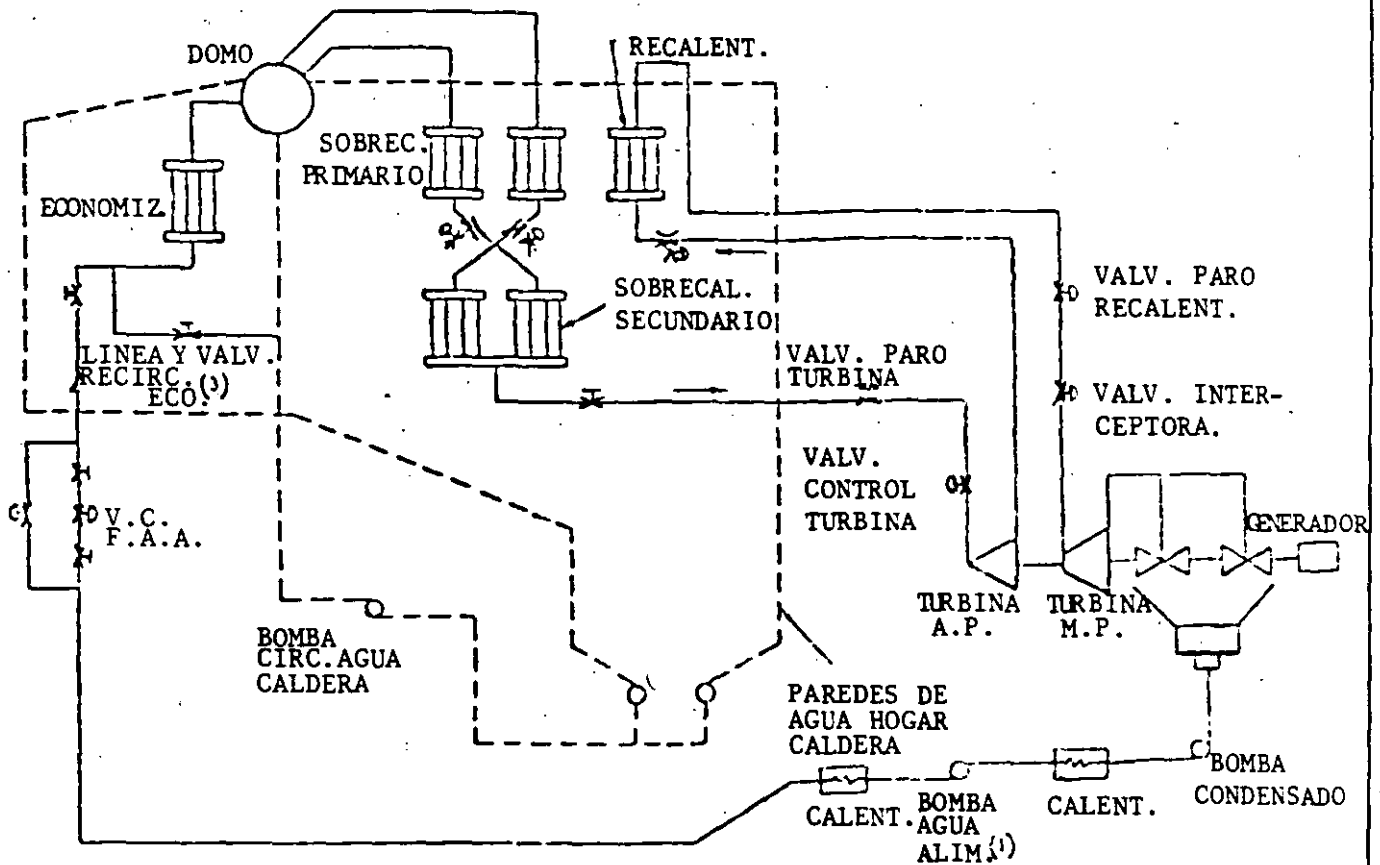 DOMO
RECALENT.
SOBREC.
PRIMARIO
ECONOMIZ.
SOBRECAL.
SECUNDARIO
VALV. PARO
RECALENT.
LINEA Y VALV.
RECIRC.(3)
ECO.
VALV. PARO
TURBINA
VALV. INTER-
CEPTORA.
VALV.
CONTROL
TURBINA
V.C.
F.A.A.
GENERADOR
TURBINA
A.P.
TURBINA
M.P.
BOMBA
CIRC.AGUA
CALDERA
PAREDES DE
AGUA HOGAR
CALDERA
BOMBA
CONDENSADO
CALENT.
BOMBA
AGUA
ALIM.(1)
CALENT.